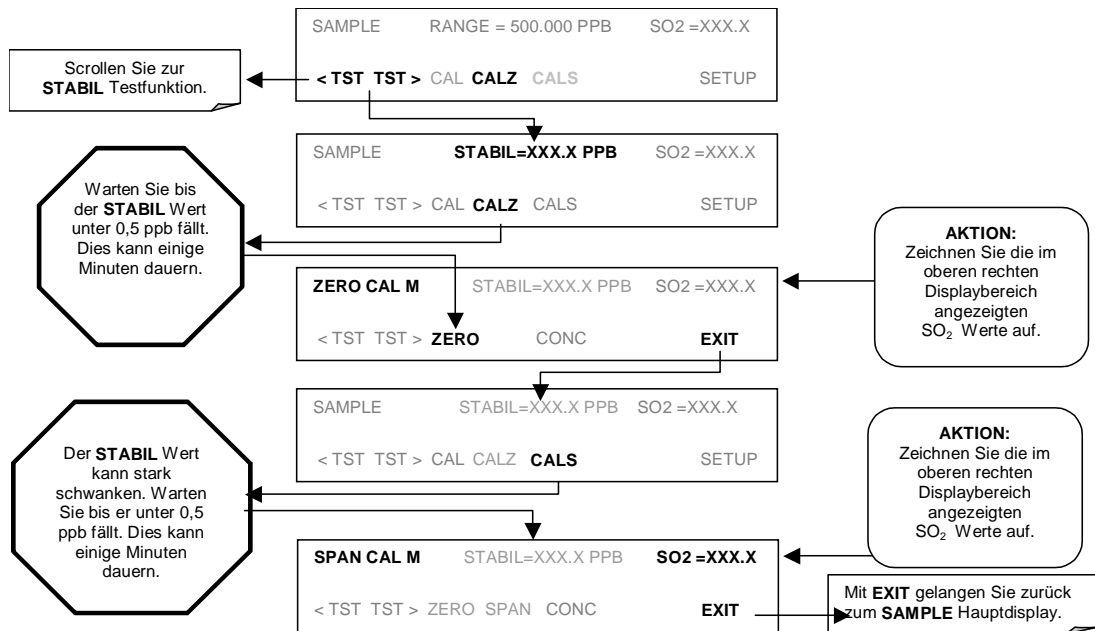 SAMPLE RANGE = 500.000 PPB SO2 =XXX.X
Scrollen Sie zur
STABIL Testfunktion.
< TST TST > CAL CALZ CALS SETUP
SAMPLE STABIL=XXX.X PPB SO2 =XXX.X
< TST TST > CAL CALZ CALS SETUP
Warten Sie bis
der STABIL Wert
unter 0,5 ppb fällt.
Dies kann einige
Minuten dauern.
AKTION:
Zeichnen Sie die im
oberen rechten
Displaybereich
angezeigten
SO2 Werte auf.
ZERO CAL M STABIL=XXX.X PPB SO2 =XXX.X
< TST TST > ZERO CONC EXIT
SAMPLE STABIL=XXX.X PPB SO2 =XXX.X
< TST TST > CAL CALZ CALS SETUP
Der STABIL Wert
kann stark
schwanken. Warten
Sie bis er unter 0,5
ppb fällt. Dies kann
einige Minuten
dauern.
AKTION:
Zeichnen Sie die im
oberen rechten
Displaybereich
angezeigten
SO2 Werte auf.
SPAN CAL M STABIL=XXX.X PPB SO2 =XXX.X
< TST TST > ZERO SPAN CONC EXIT
Mit EXIT gelangen Sie zurück
zum SAMPLE Hauptdisplay.